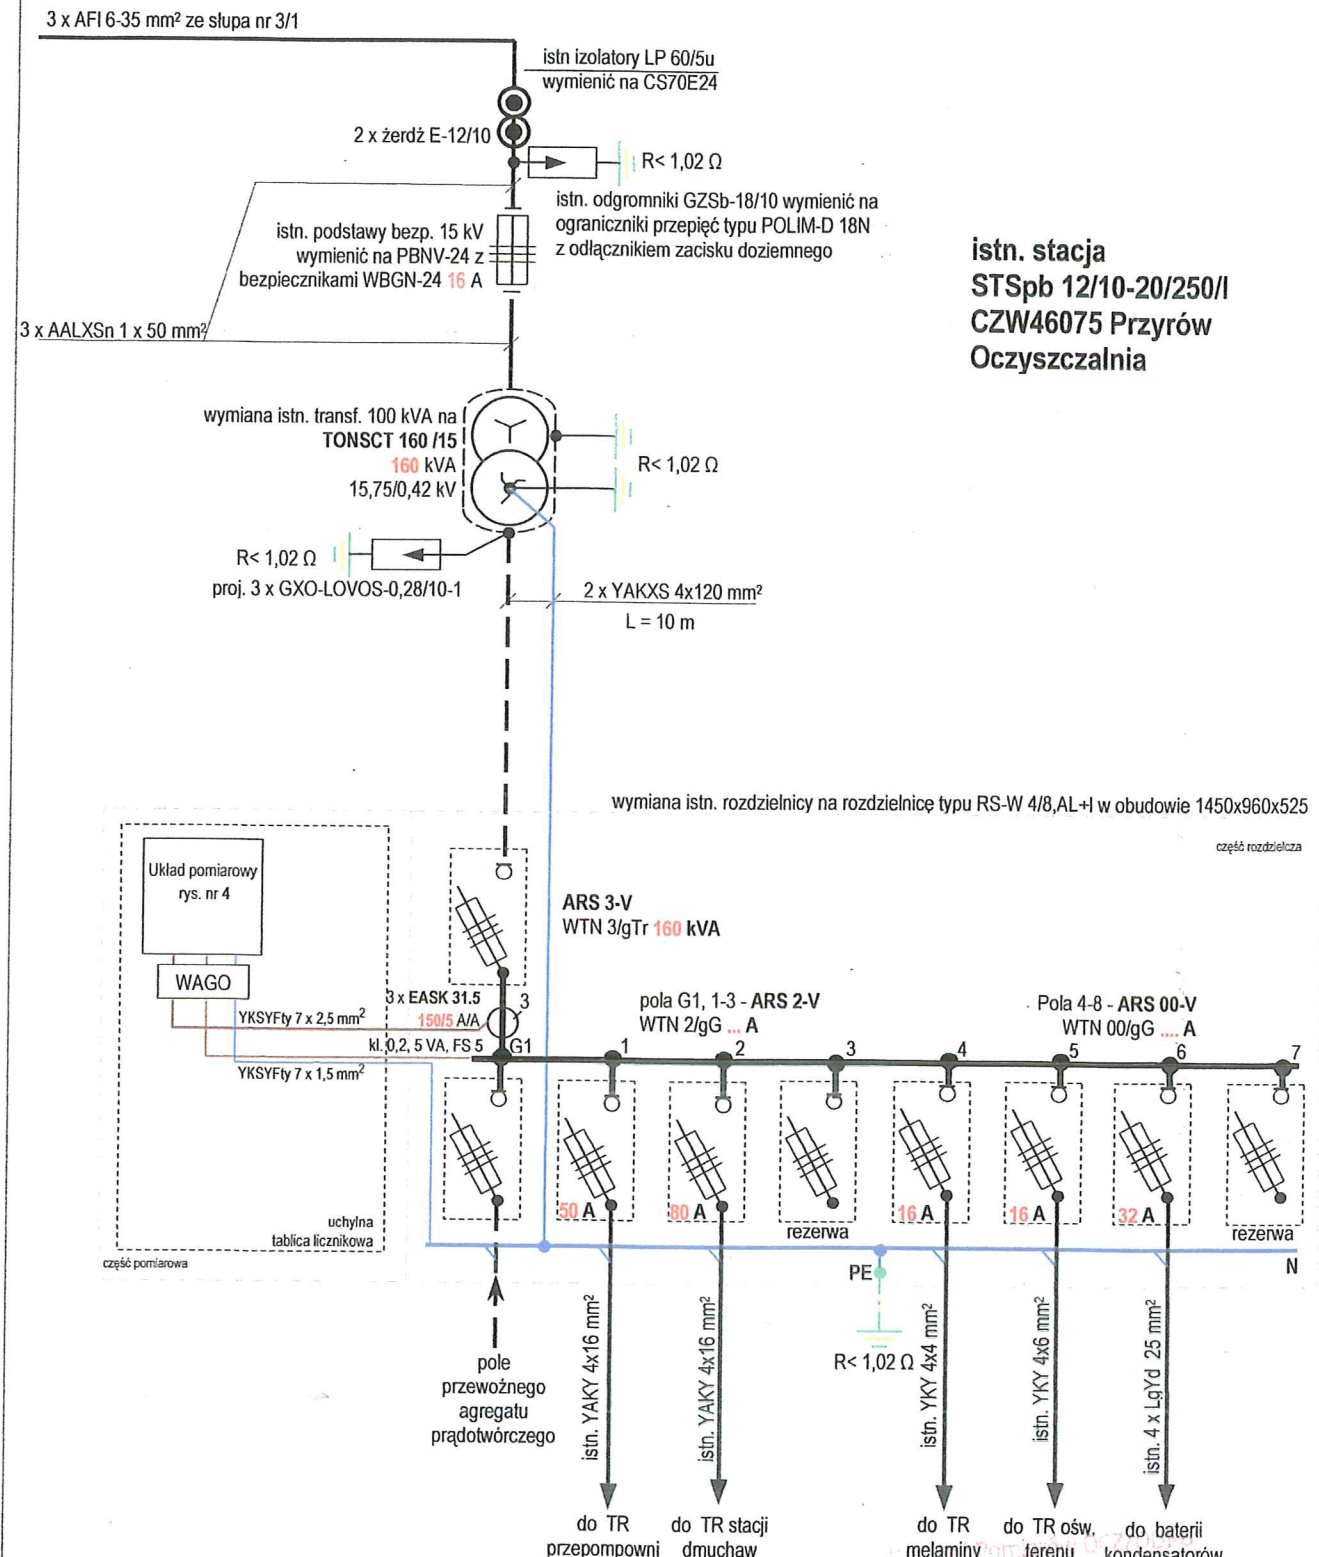 3 x AFl 6-35 mm² ze słupa nr 3/1
istn izolatory LP 60/5u
wymienić na CS70E24
2 x żerdź E-12/10
R< 1,02 Ω
istn. odgromniki GZSb-18/10 wymienić na
ograniczniki przepięć typu POLIM-D 18N
z odłącznikiem zacisku doziemnego
istn. podstawy bezp. 15 kV
wymienić na PBNV-24 z
bezpiecznikami WBGN-24 16 A
istn. stacja
STSpb 12/10-20/250/I
CZW46075 Przyrów
Oczyszczalnia
3 x AALXSn 1 x 50 mm²
wymiana istn. transf. 100 kVA na
TONSCT 160 /15
160 kVA
15,75/0,42 kV
R< 1,02 Ω
R< 1,02 Ω
proj. 3 x GXO-LOVOS-0,28/10-1
2 x YAKXS 4x120 mm²
L = 10 m
wymiana istn. rozdzielnicy na rozdzielnicę typu RS-W 4/8,AL+I w obudowie 1450x960x525
część rozdzielcza
Układ pomiarowy
rys. nr 4
WAGO
ARS 3-V
WTN 3/gTr 160 kVA
3 x EASK 31.5
150/5 A/A
kl. 0,2, 5 VA, FS 5
3
YKSYFty 7 x 2,5 mm²
YKSYFty 7 x 1,5 mm²
pola G1, 1-3 - ARS 2-V
WTN 2/gG ... A
Pola 4-8 - ARS 00-V
WTN 00/gG .... A
G1 1 2 3 4 5 6 7
50 A
80 A
rezerwa
16 A
16 A
32 A
rezerwa
uchylna
tablica licznikowa
część pomiarowa
N
PE
R< 1,02 Ω
pole
przewoźnego
agregatu
prądotwórczego
istn. YAKY 4x16 mm²
istn. YAKY 4x16 mm²
istn. YKY 4x4 mm²
istn. YKY 4x6 mm²
istn. 4 x LgYd 25 mm²
do TR
przepompowni
do TR stacji
dmuchaw
do TR
melaminy
do TR ośw.
terenu
do baterii
kondensatorów